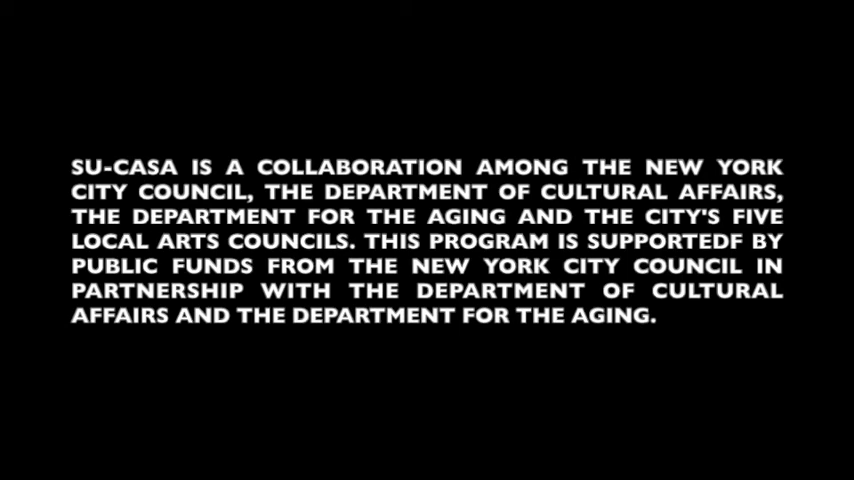 SU-CASA IS A COLLABORATION AMONG THE NEW YORK
CITY COUNCIL, THE DEPARTMENT OF CULTURAL AFFAIRS,
THE DEPARTMENT FOR THE AGING AND THE CITY'S FIVE
LOCAL ARTS COUNCILS. THIS PROGRAM IS SUPPORTEDF BY
PUBLIC FUNDS FROM THE NEW YORK CITY COUNCIL IN
PARTNERSHIP WITH THE DEPARTMENT OF CULTURAL
AFFAIRS AND THE DEPARTMENT FOR THE AGING.